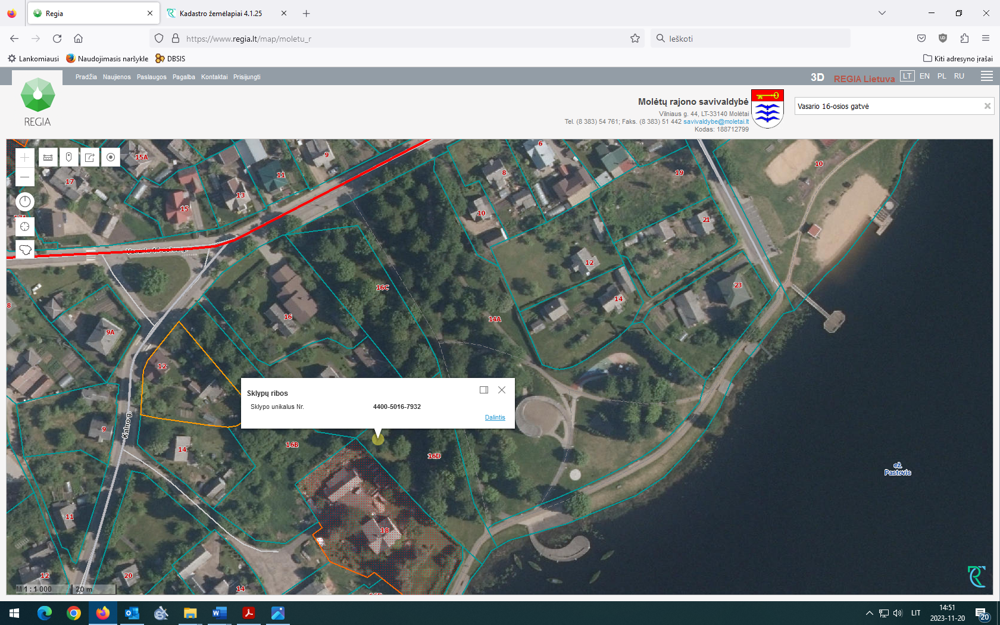 Regia
Kadastro žemėlapiai 4.1.25
https://www.regia.lt/map/moletu_r
Ieškoti
Lankomiausi
Naudojimasis naršykle
DBSIS
Kiti adresyno įrašai
Pradžia Naujienos Paslaugos Pagalba Kontaktai Prisijungti
3D REGIA Lietuva LT EN PL RU
REGIA
Molėtų rajono savivaldybė
Vilniaus g. 44, LT-33140 Molėtai
Tel. (8 383) 54 761; Faks. (8 383) 51 442 savivaldybe@moletai.lt
Kodas: 188712799
Vasario 16-osios gatvė
6
9
15A
10
19
8
11
17
13
15
10
21
17A
Vasario 16-osios g.
12
23
16C
14
8
16
14A
9A
12
Sklypų ribos
Sklypo unikalus Nr. 4400-5016-7932
Dalintis
Kalno g.
9
16B
14
16D
ež.
Pastovis
11
18
12
20
14
M 1 : 1 000
20 m
LIT
14:51
2023-11-20
20